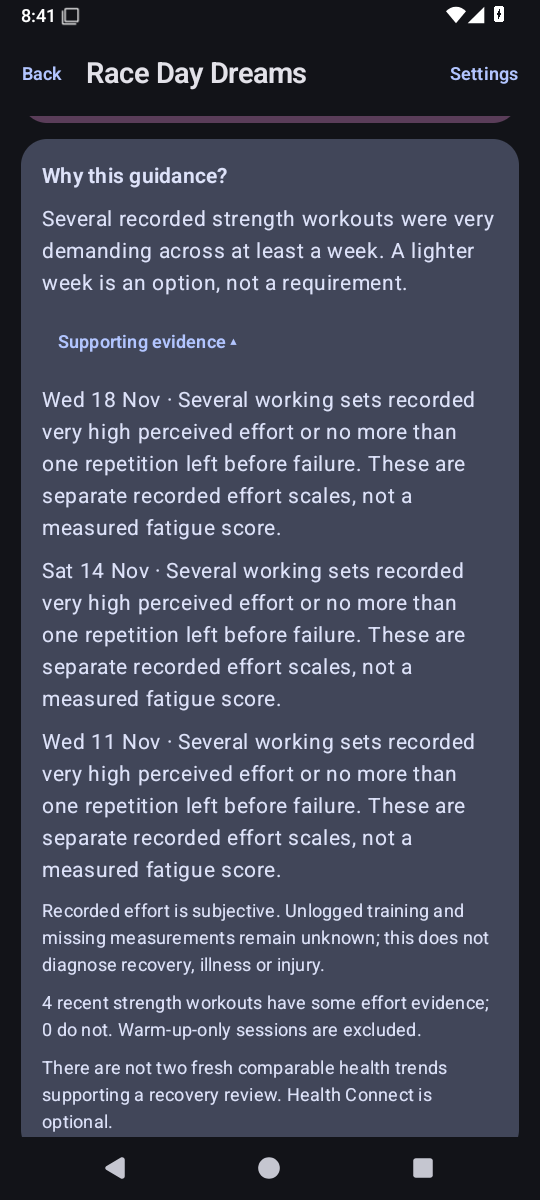 8:41
Back
Race Day Dreams
Settings
Why this guidance?
Several recorded strength workouts were very
demanding across at least a week. A lighter
week is an option, not a requirement.
Supporting evidence ▴
Wed 18 Nov · Several working sets recorded
very high perceived effort or no more than
one repetition left before failure. These are
separate recorded effort scales, not a
measured fatigue score.
Sat 14 Nov · Several working sets recorded
very high perceived effort or no more than
one repetition left before failure. These are
separate recorded effort scales, not a
measured fatigue score.
Wed 11 Nov · Several working sets recorded
very high perceived effort or no more than
one repetition left before failure. These are
separate recorded effort scales, not a
measured fatigue score.
Recorded effort is subjective. Unlogged training and
missing measurements remain unknown; this does not
diagnose recovery, illness or injury.
4 recent strength workouts have some effort evidence;
0 do not. Warm-up-only sessions are excluded.
There are not two fresh comparable health trends
supporting a recovery review. Health Connect is
optional.